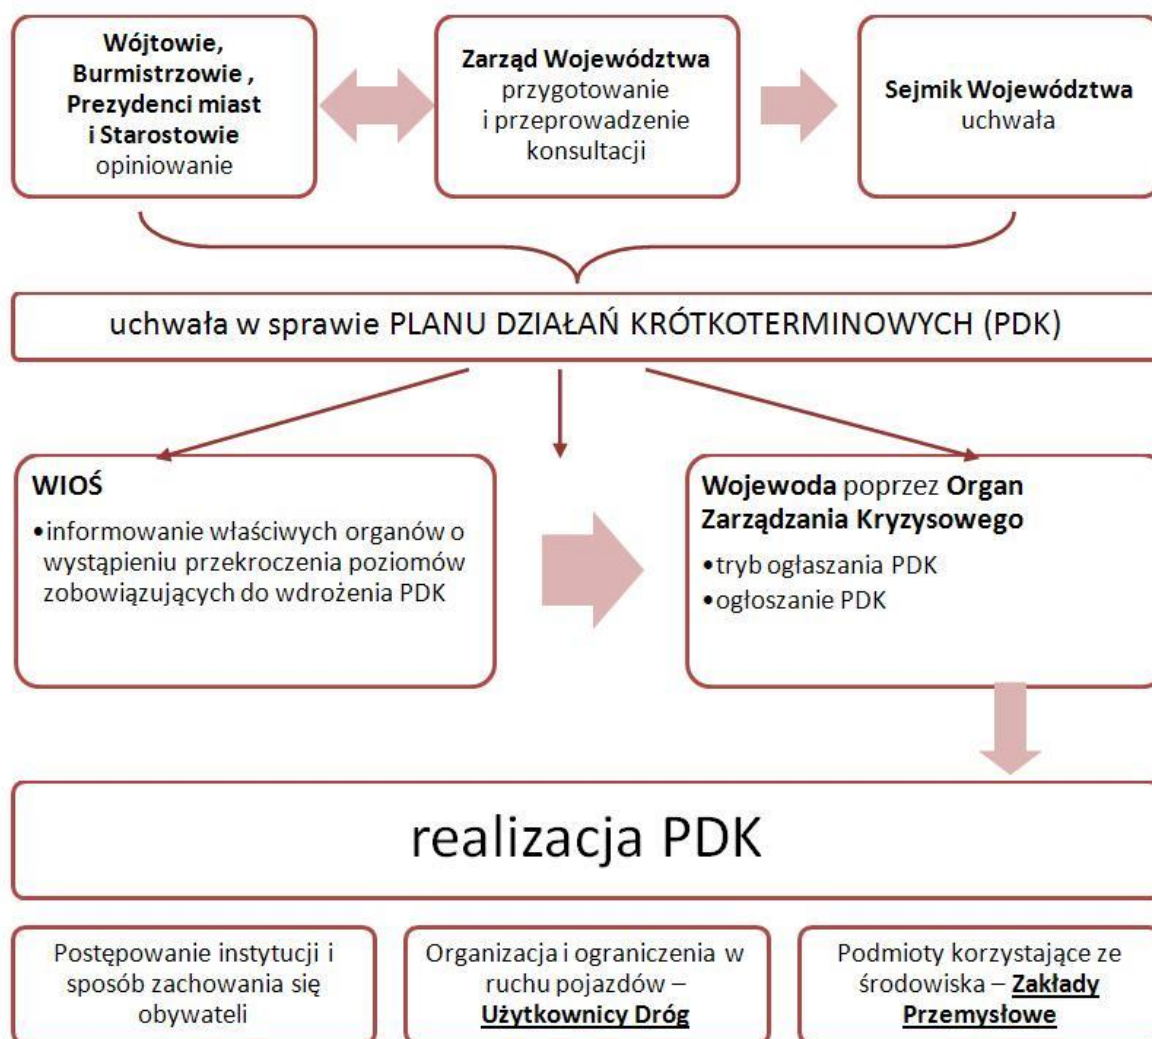 Wójtowie,
Burmistrzowie ,
Prezydenci miast
i Starostowie
opiniowanie
Zarząd Województwa
przygotowanie
i przeprowadzenie
konsultacji
Sejmik Województwa
uchwała
uchwała w sprawie PLANU DZIAŁAŃ KRÓTKOTERMINOWYCH (PDK)
WIOŚ
•informowanie właściwych organów o
wystąpieniu przekroczenia poziomów
zobowiązujących do wdrożenia PDK
Wojewoda poprzez Organ
Zarządzania Kryzysowego
•tryb ogłaszania PDK
•ogłoszanie PDK
realizacja PDK
Postępowanie instytucji i
sposób zachowania się
obywateli
Organizacja i ograniczenia w
ruchu pojazdów –
Użytkownicy Dróg
Podmioty korzystające ze
środowiska – Zakłady
Przemysłowe